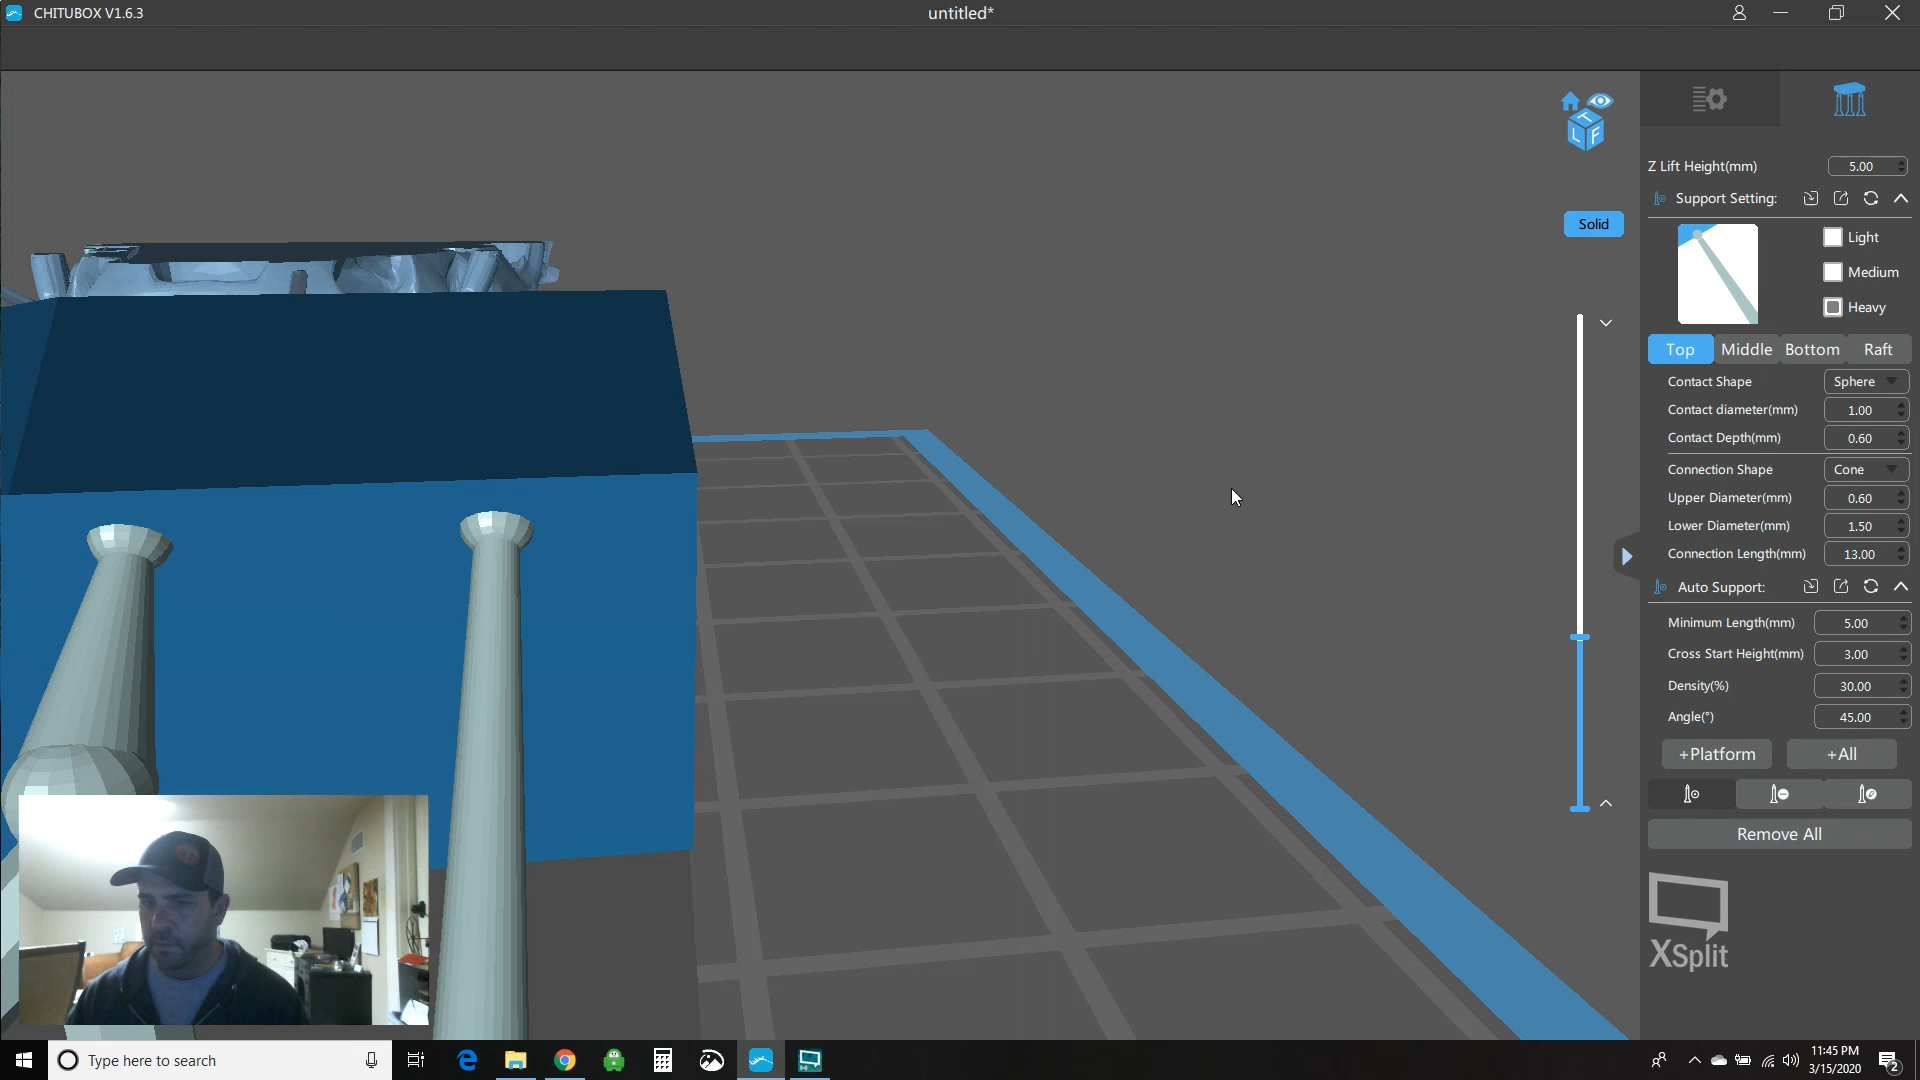 CHITUBOX V1.6.3
untitled*
T
L F
Z Lift Height(mm) 5.00
Support Setting:
Solid
Light
Medium
Heavy
Top Middle Bottom Raft
Contact Shape Sphere
Contact diameter(mm) 1.00
Contact Depth(mm) 0.60
Connection Shape Cone
Upper Diameter(mm) 0.60
Lower Diameter(mm) 1.50
Connection Length(mm) 13.00
Auto Support:
Minimum Length(mm) 5.00
Cross Start Height(mm) 3.00
Density(%) 30.00
Angle(°) 45.00
+Platform +All
Remove All
XSplit
Type here to search
11:45 PM
3/15/2020
2